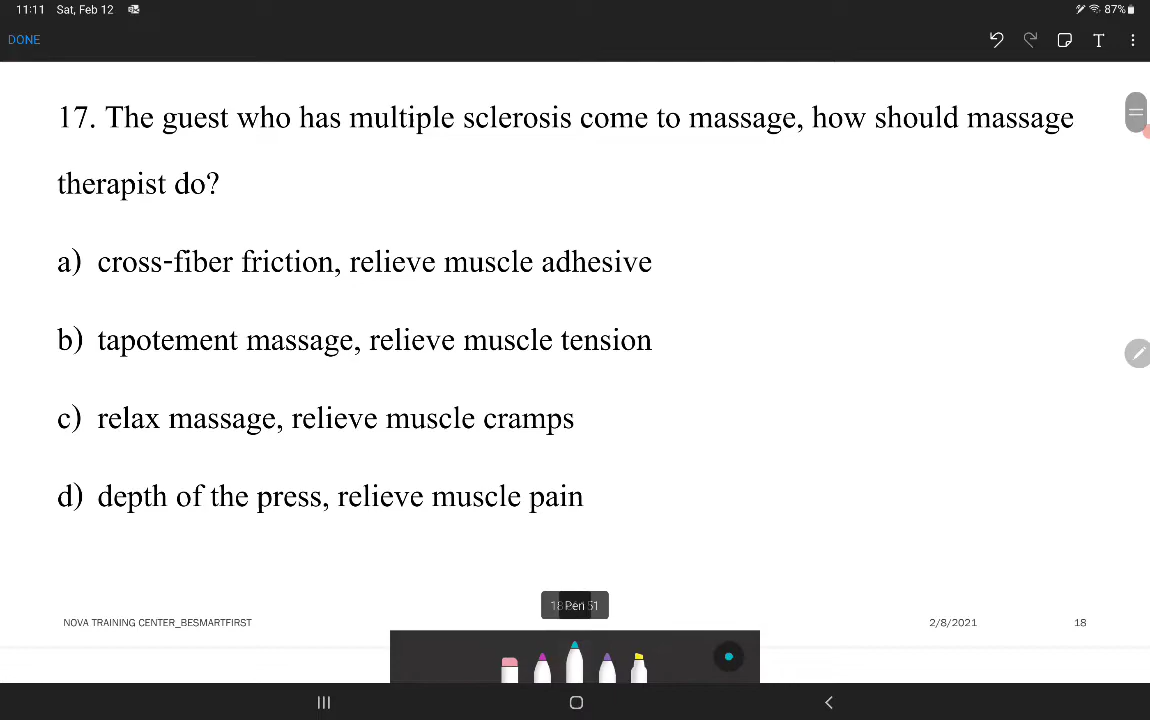 11:11 Sat, Feb 12
87%
DONE
T
17. The guest who has multiple sclerosis come to massage, how should massage
therapist do?
a) cross-fiber friction, relieve muscle adhesive
b) tapotement massage, relieve muscle tension
c) relax massage, relieve muscle cramps
d) depth of the press, relieve muscle pain
Pen
NOVA TRAINING CENTER_BESMARTFIRST
2/8/2021
18